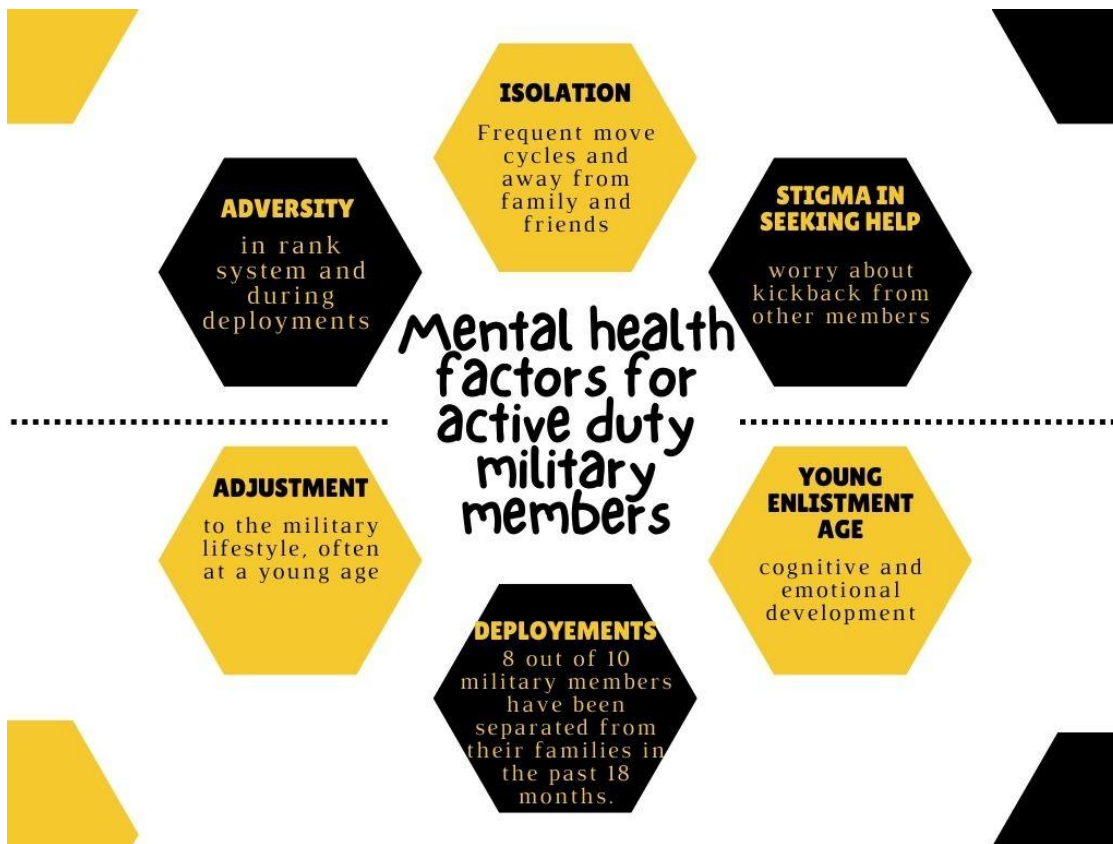 ISOLATION
Frequent move
cycles and
away from
family and
friends
ADVERSITY
in rank
system and
during
deployments
STIGMA IN
SEEKING HELP
worry about
kickback from
other members
Mental health
factors for
active duty
military
members
ADJUSTMENT
to the military
lifestyle, often
at a young age
YOUNG
ENLISTMENT
AGE
cognitive and
emotional
development
DEPLOYEMENTS
8 out of 10
military members
have been
separated from
their families in
the past 18
months.